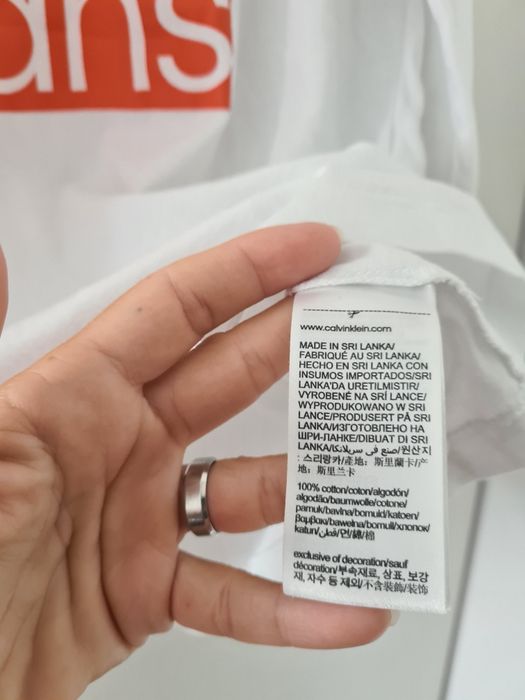 ans
www.calvinklein.com
MADE IN SRI LANKA/
FABRIQUÉ AU SRI LANKA/
HECHO EN SRI LANKA CON
INSUMOS IMPORTADOS/SRI
LANKA'DA URETILMISTIR/
VYROBENÉ NA SRÍ LANCE/
WYPRODUKOWANO W SRI
LANCE/PRODUSERT PÅ SRI
LANKA/ИЗГОТОВЛЕНО НА
ШРИ-ЛАНКЕ/DIBUAT DI SRI
LANKA/صنع في سريلانكا/원산지
: 스리랑카/產地：斯里蘭卡/产
地：斯里兰卡
100% cotton/coton/algodón/
algodão/baumwolle/cotone/
pamuk/bavlna/bomuld/katoen/
βαμβακι/bawełna/bomull/хлопок/
katun/قطن/면/綿/棉
exclusive of decoration/sauf
décoration/부속재료, 상표, 보강
재, 자수 등 제외/不含裝飾/装饰